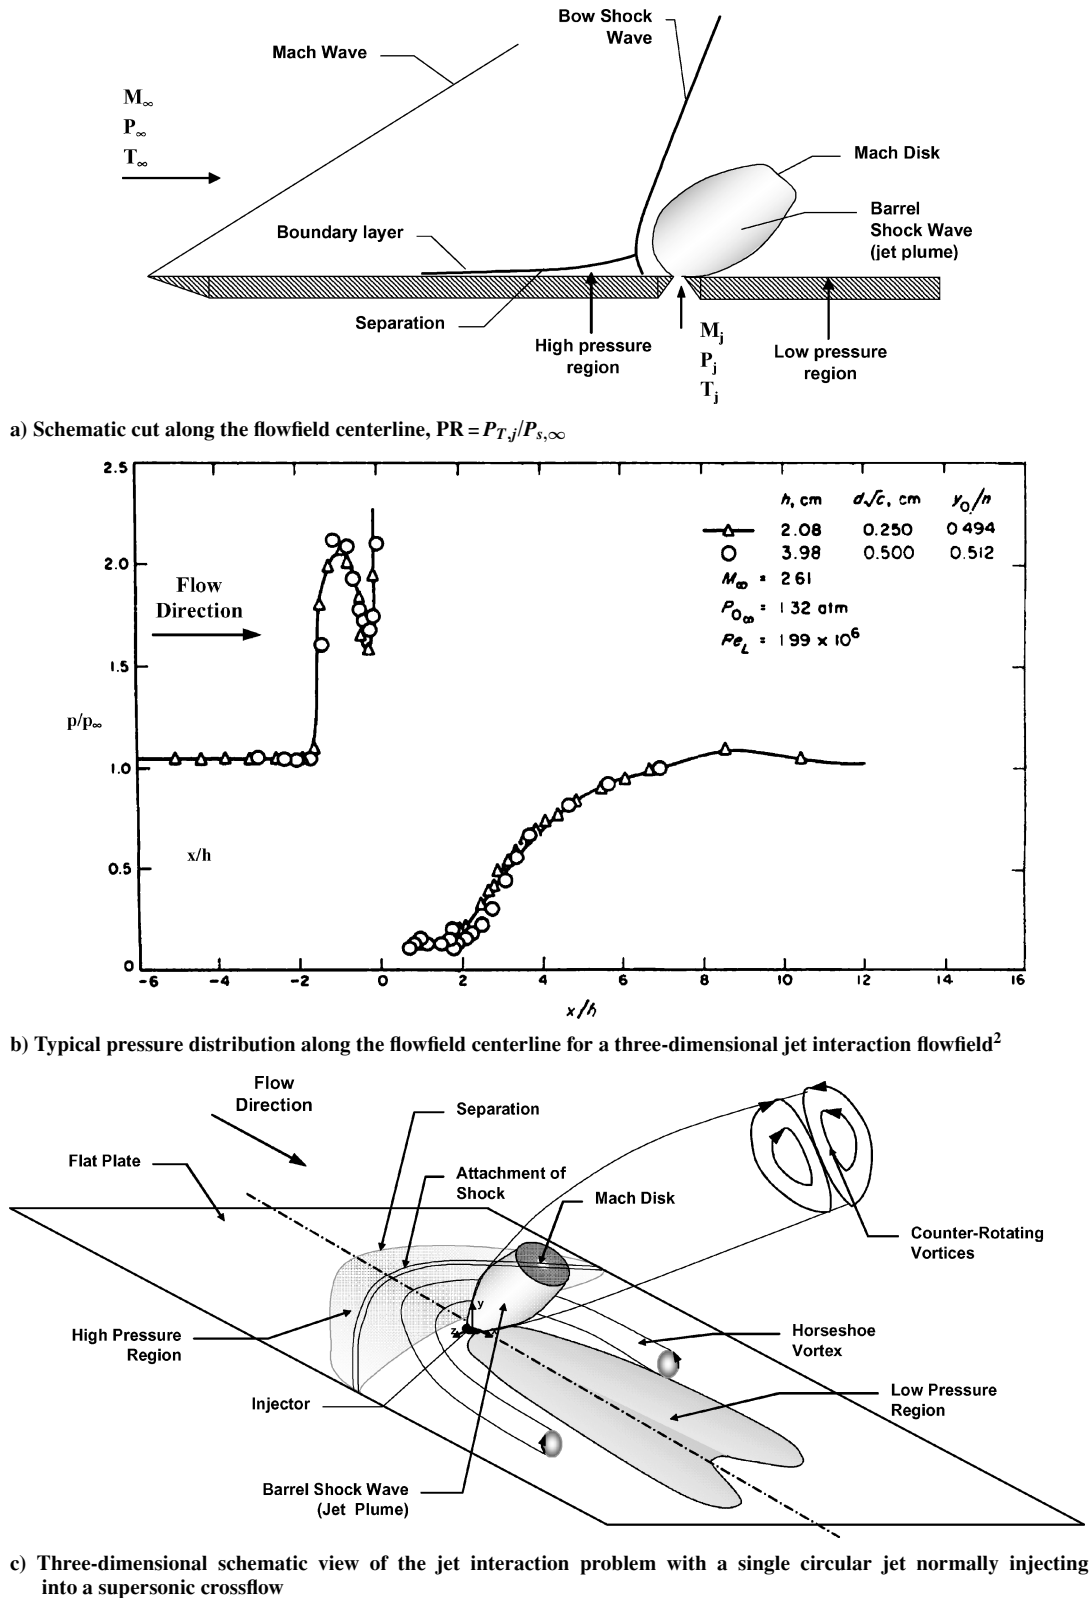 Bow Shock
Wave
Mach Wave
M∞
P∞
T∞
Mach Disk
Barrel
Shock Wave
(jet plume)
Boundary layer
Separation
High pressure
region
Mj
Pj
Tj
Low pressure
region
a) Schematic cut along the flowfield centerline, PR = PT,j/Ps,∞
2.5
2.0
1.5
1.0
0.5
0
p/p∞
Flow
Direction
x/h
h, cm d√c, cm yo/h
2.08 0.250 0 494
3.98 0.500 0.512
M∞ = 2 61
PO∞ = 1 32 atm
ReL = 1 99 x 10⁶
-6 -4 -2 0 2 4 6 8 10 12 14 16
x/h
b) Typical pressure distribution along the flowfield centerline for a three-dimensional jet interaction flowfield²
Flow
Direction
Separation
Flat Plate
Attachment of
Shock
Mach Disk
Counter-Rotating
Vortices
y
z
High Pressure
Region
Horseshoe
Vortex
Injector
Low Pressure
Region
Barrel Shock Wave
(Jet Plume)
c) Three-dimensional schematic view of the jet interaction problem with a single circular jet normally injecting
into a supersonic crossflow